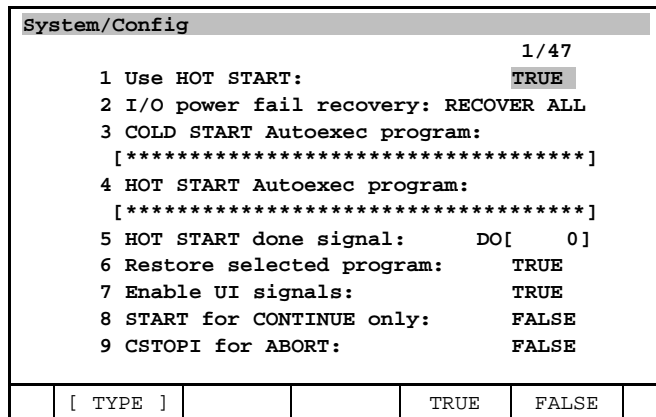 System/Config
1/47
1 Use HOT START: TRUE
2 I/O power fail recovery: RECOVER ALL
3 COLD START Autoexec program:
[*************************************]
4 HOT START Autoexec program:
[*************************************]
5 HOT START done signal: DO[ 0]
6 Restore selected program: TRUE
7 Enable UI signals: TRUE
8 START for CONTINUE only: FALSE
9 CSTOPI for ABORT: FALSE
[ TYPE ] TRUE FALSE